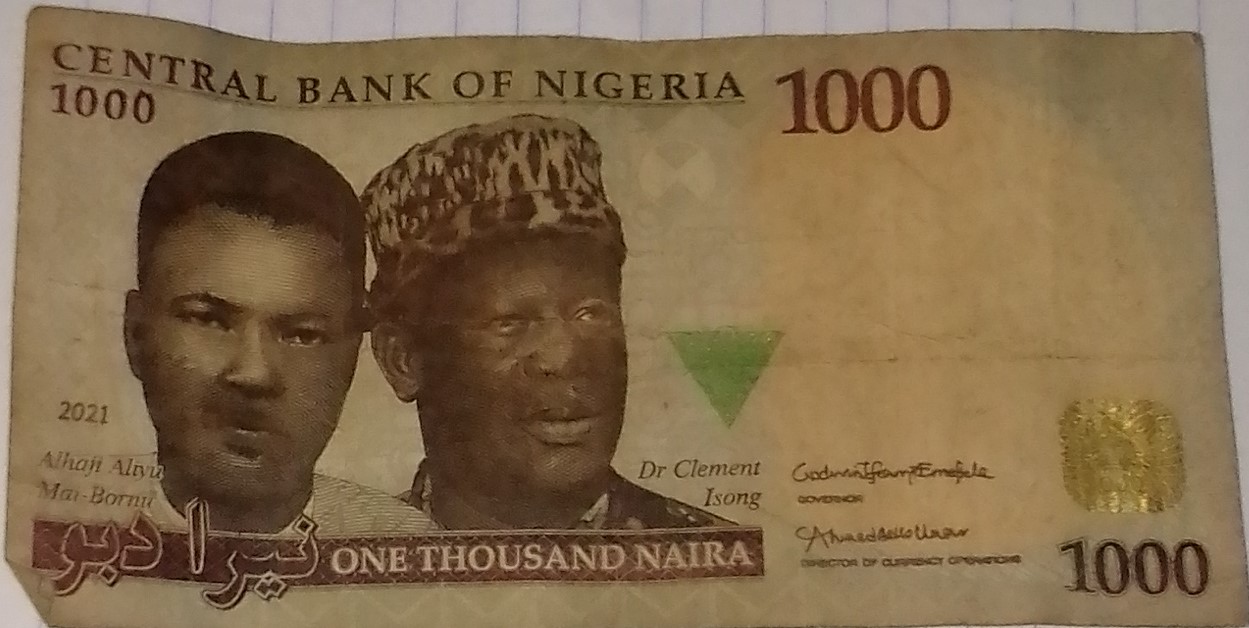 CENTRAL BANK OF NIGERIA
1000
1000
2021
Alhaji Aliyu
Mai-Bornu
Dr Clement
Isong
GOVERNOR
DIRECTOR OF CURRENCY OPERATIONS
نيرا دبو
ONE THOUSAND NAIRA
1000